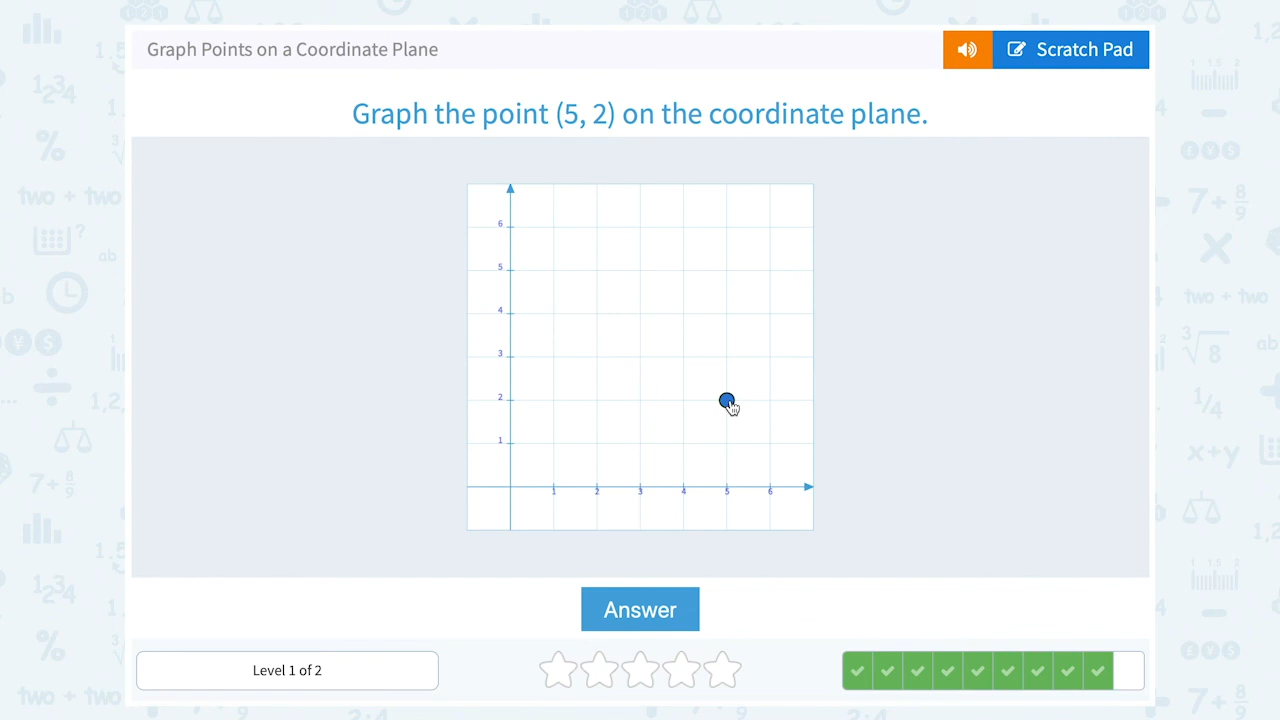 Graph Points on a Coordinate Plane
Scratch Pad
Graph the point (5, 2) on the coordinate plane.
6
5
4
3
2
1
1 2 3 4 5 6
Answer
Level 1 of 2